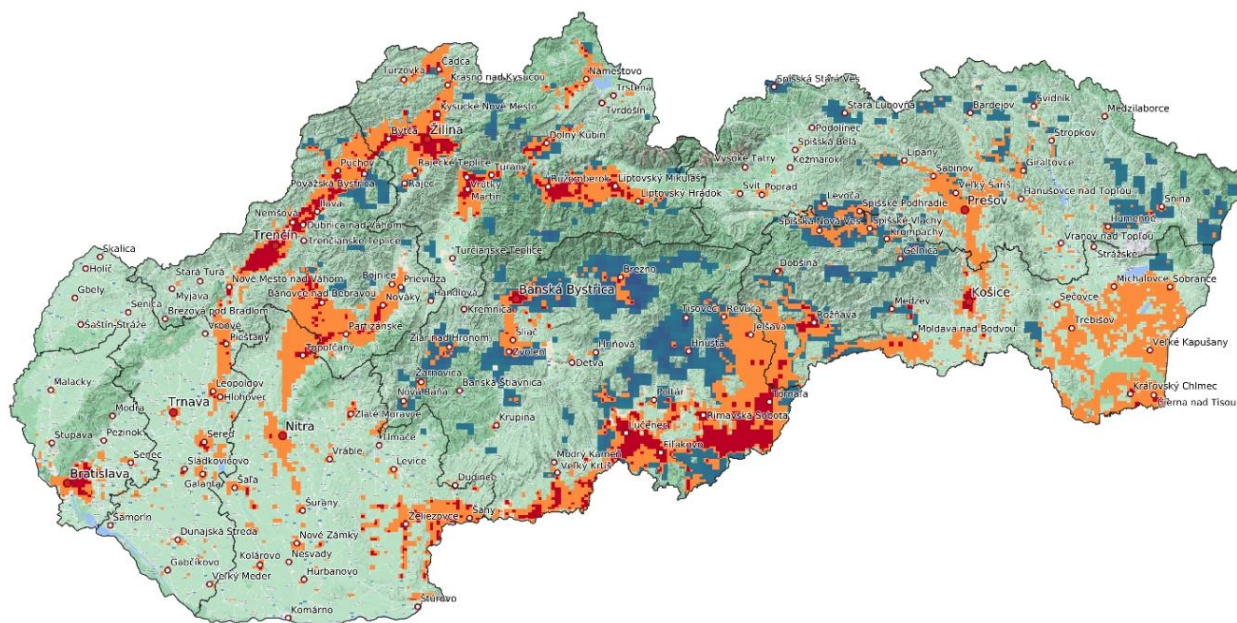 Čadca
Turzovka
Krásno nad Kysucou
Námestovo
Trstená
Tvrdošín
Kysucké Nové Mesto
Bytča
Žilina
Dolný Kubín
Spišská Stará Ves
Stará Ľubovňa
Bardejov
Svidník
Medzilaborce
Podolínec
Stropkov
Spišská Belá
Vysoké Tatry
Kežmarok
Lipany
Sabinov
Giraltovce
Púchov
Rajecké Teplice
Turany
Považská Bystrica
Rajec
Vrútky
Martin
Ružomberok
Liptovský Mikuláš
Liptovský Hrádok
Svit
Poprad
Levoča
Spišské Podhradie
Veľký Šariš
Prešov
Hanušovce nad Topľou
Snina
Humenné
Ilava
Nemšová
Dubnica nad Váhom
Trenčín
Trenčianske Teplice
Spišská Nová Ves
Spišské Vlachy
Krompachy
Vranov nad Topľou
Strážske
Skalica
Holíč
Turčianske Teplice
Gelnica
Stará Turá
Nové Mesto nad Váhom
Bojnice
Prievidza
Brezno
Dobšiná
Michalovce
Sobrance
Gbely
Myjava
Bánovce nad Bebravou
Nováky
Handlová
Banská Bystrica
Košice
Sečovce
Senica
Brezová pod Bradlom
Kremnica
Tisovec
Revúca
Medzev
Šaštín-Stráže
Vrbové
Piešťany
Partizánske
Sliač
Jelšava
Rožňava
Moldava nad Bodvou
Trebišov
Topoľčany
Žiar nad Hronom
Zvolen
Hriňová
Hnúšťa
Veľké Kapušany
Detva
Malacky
Leopoldov
Hlohovec
Žarnovica
Nová Baňa
Banská Štiavnica
Poltár
Tornaľa
Kráľovský Chlmec
Čierna nad Tisou
Modra
Trnava
Zlaté Moravce
Krupina
Rimavská Sobota
Stupava
Pezinok
Nitra
Tlmače
Lučenec
Sereď
Senec
Sládkovičovo
Vráble
Levice
Modrý Kameň
Fiľakovo
Bratislava
Galanta
Šaľa
Dudince
Veľký Krtíš
Šurany
Šahy
Želiezovce
Šamorín
Dunajská Streda
Nové Zámky
Kolárovo
Nesvady
Gabčíkovo
Veľký Meder
Hurbanovo
Štúrovo
Komárno